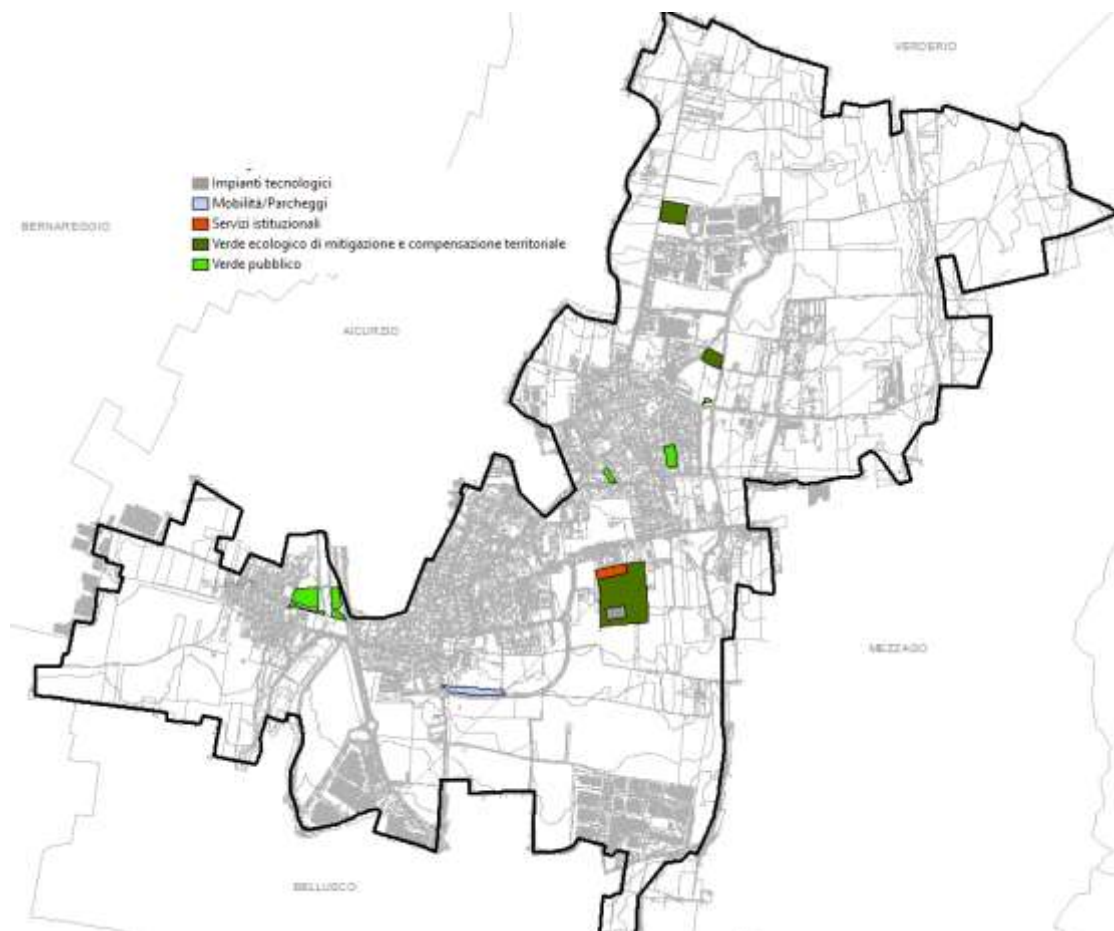 VERDERIO
Impianti tecnologici
Mobilità/Parcheggi
Servizi istituzionali
BERNAREGGIO
Verde ecologico di mitigazione e compensazione territoriale
Verde pubblico
AICURZIO
MEZZAGO
BELLUSCO